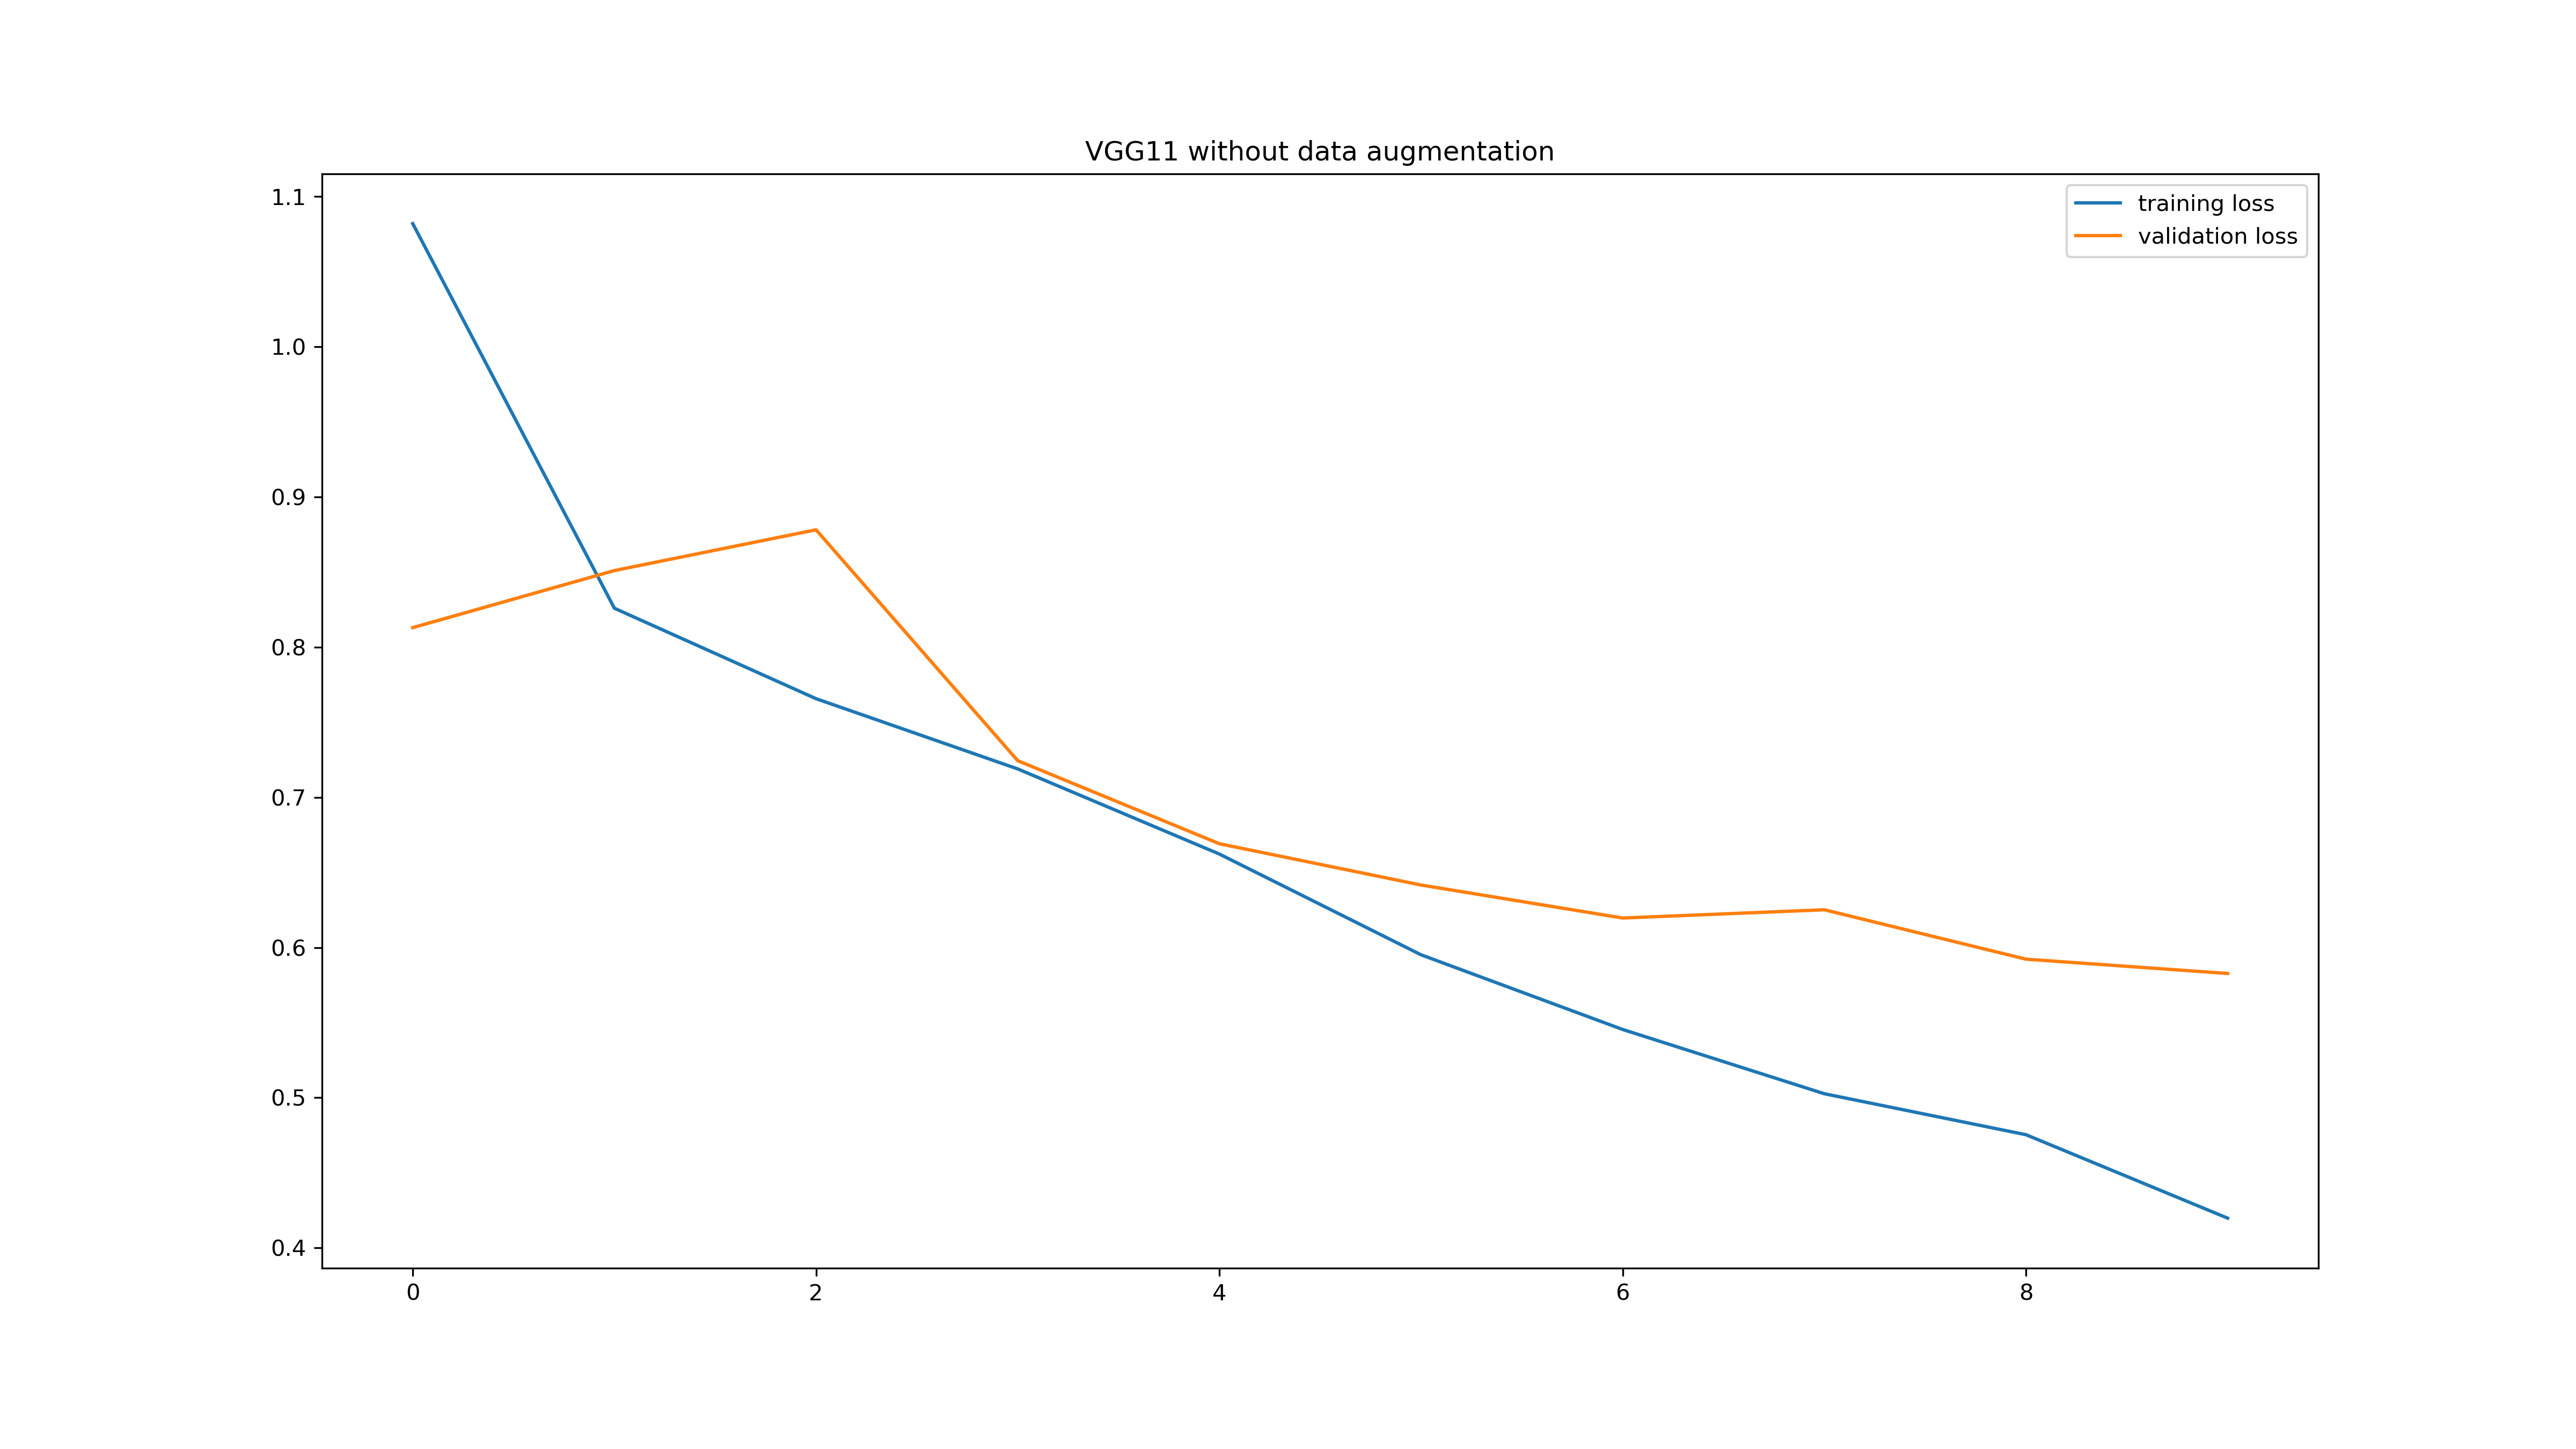 VGG11 without data augmentation
training loss
validation loss
1.1
1.0
0.9
0.8
0.7
0.6
0.5
0.4
0 2 4 6 8